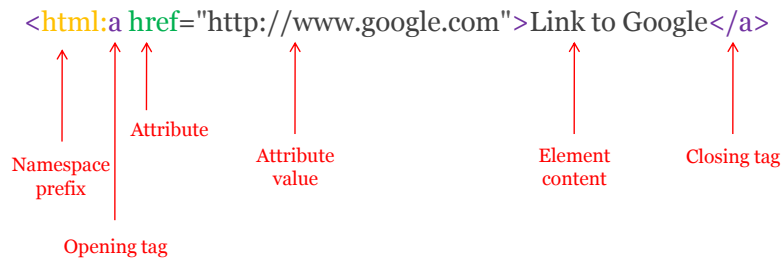 <html:a href="http://www.google.com">Link to Google</a>
Attribute
Namespace
prefix
Attribute
value
Element
content
Closing tag
Opening tag